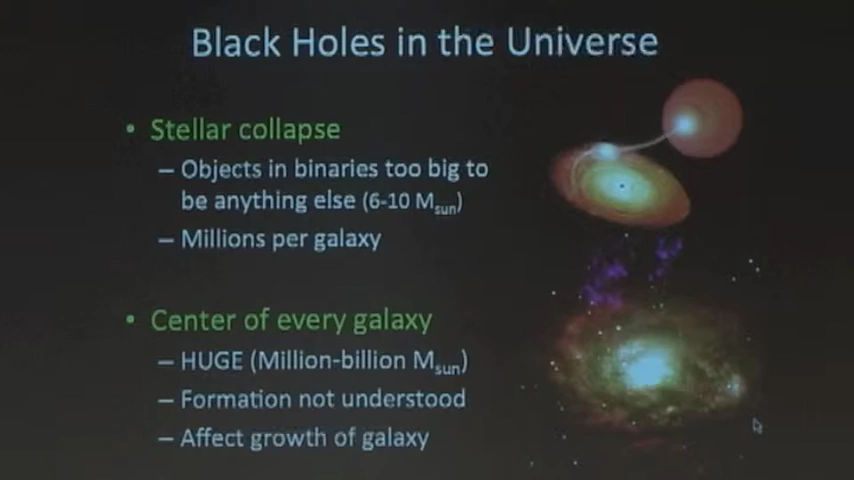 Black Holes in the Universe
• Stellar collapse
– Objects in binaries too big to
be anything else (6-10 Msun)
– Millions per galaxy
• Center of every galaxy
– HUGE (Million-billion Msun)
– Formation not understood
– Affect growth of galaxy